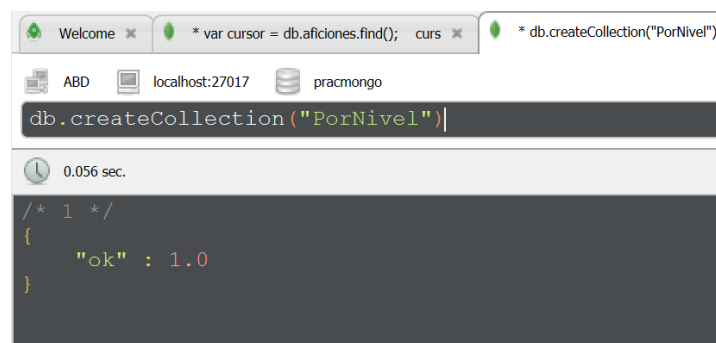 Welcome
* var cursor = db.aficiones.find();   curs
* db.createCollection("PorNivel")
ABD   localhost:27017   pracmongo
db.createCollection("PorNivel")
0.056 sec.
/* 1 */
{
    "ok" : 1.0
}